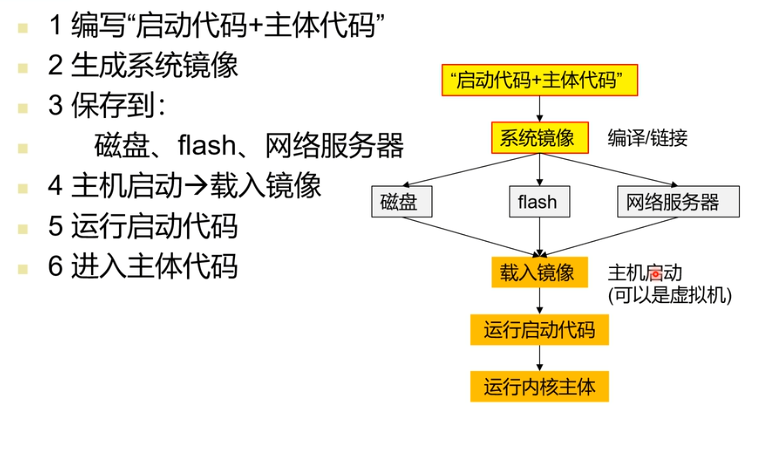 1 编写“启动代码+主体代码”
2 生成系统镜像
3 保存到：
磁盘、flash、网络服务器
4 主机启动→载入镜像
5 运行启动代码
6 进入主体代码
“启动代码+主体代码”
系统镜像
编译/链接
磁盘
flash
网络服务器
载入镜像
主机启动
(可以是虚拟机)
运行启动代码
运行内核主体